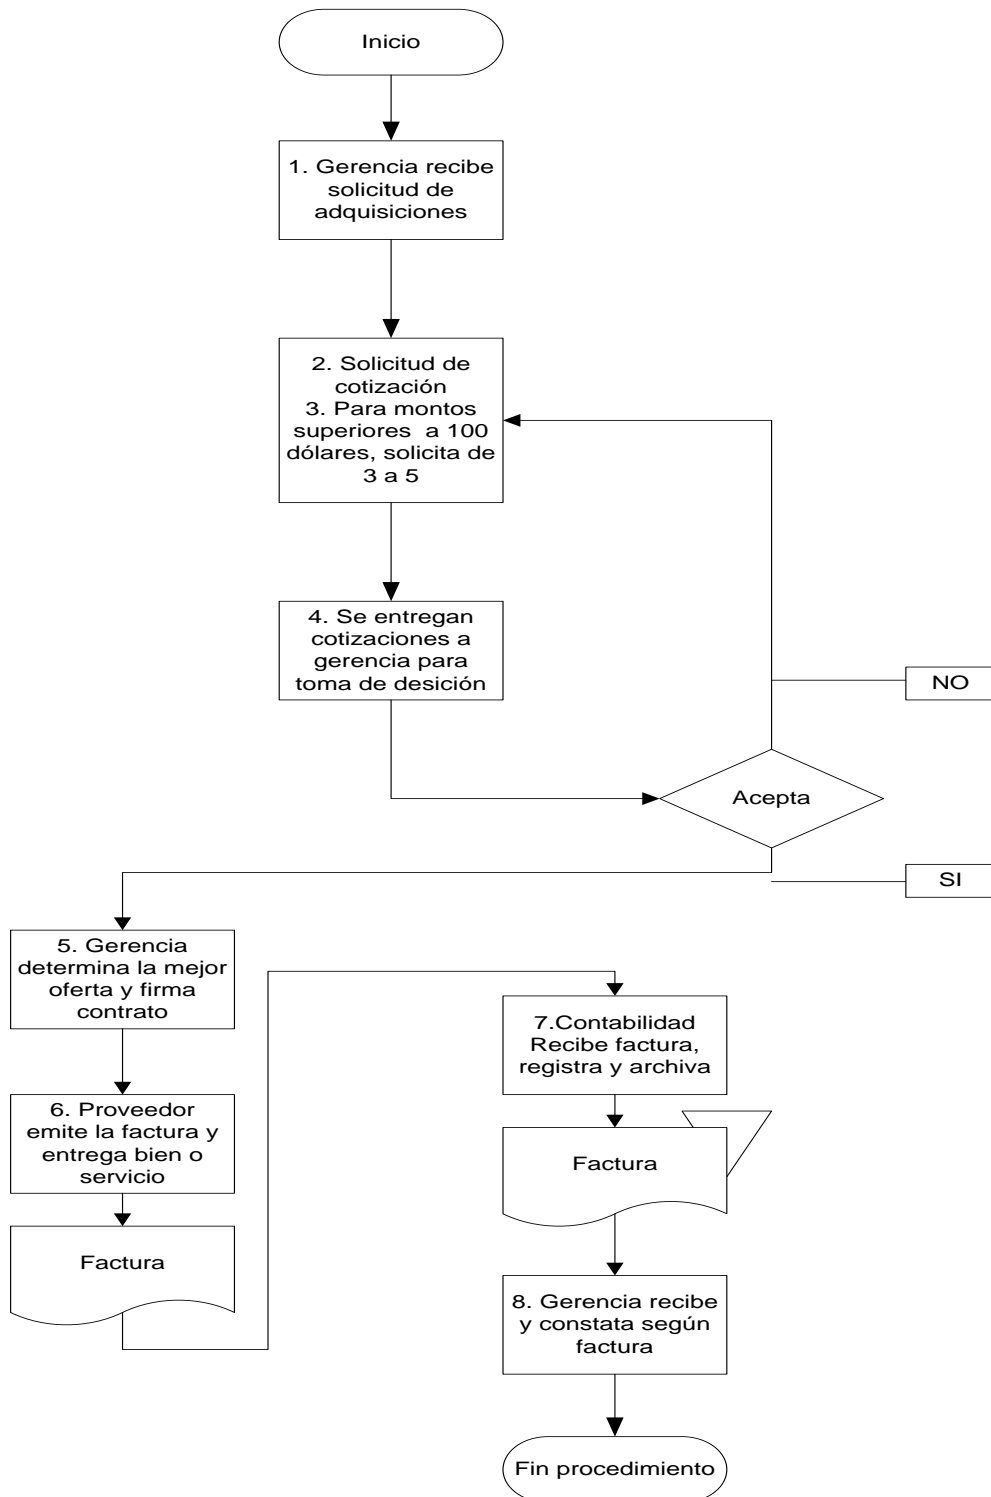 Inicio
1. Gerencia recibe
solicitud de
adquisiciones
2. Solicitud de
cotización
3. Para montos
superiores  a 100
dólares, solicita de
3 a 5
4. Se entregan
cotizaciones a
gerencia para
toma de desición
NO
Acepta
SI
5. Gerencia
determina la mejor
oferta y firma
contrato
6. Proveedor
emite la factura y
entrega bien o
servicio
Factura
7.Contabilidad
Recibe factura,
registra y archiva
Factura
8. Gerencia recibe
y constata según
factura
Fin procedimiento